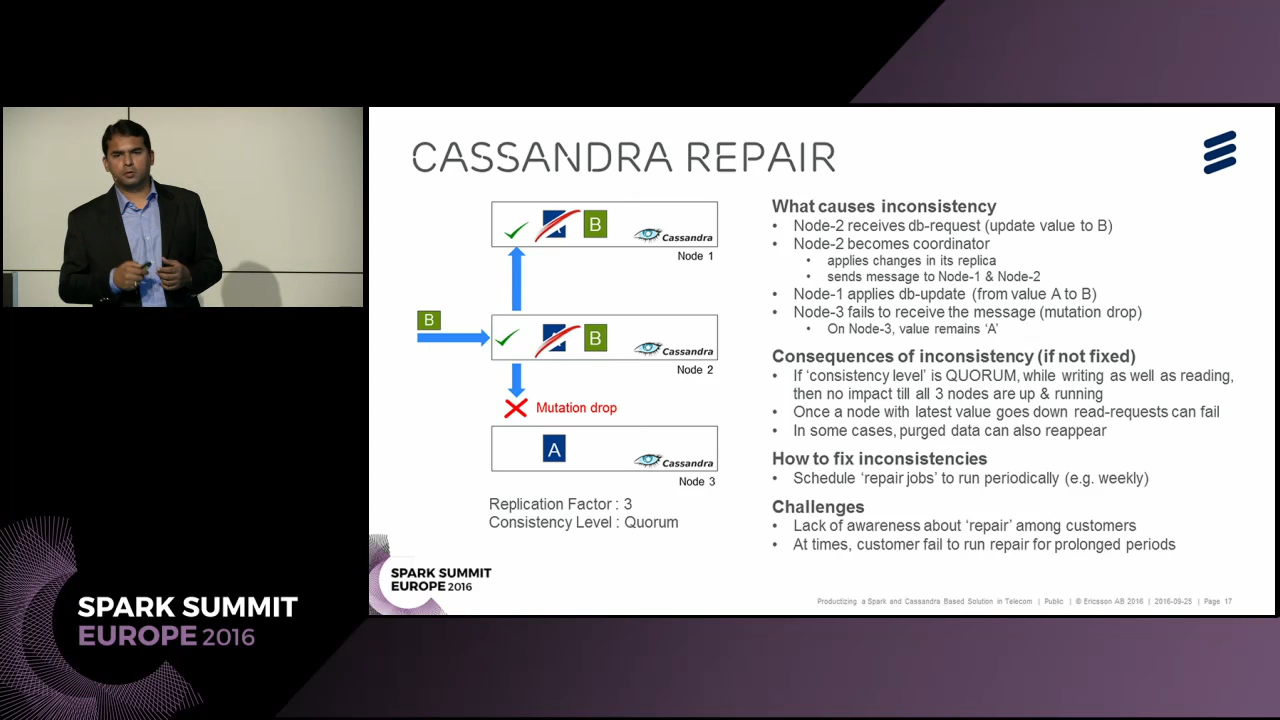 CASSANDRA REPAIR
B
Cassandra
Node 1
B
B
Cassandra
Node 2
Mutation drop
A
Cassandra
Node 3
Replication Factor : 3
Consistency Level : Quorum
What causes inconsistency
• Node-2 receives db-request (update value to B)
• Node-2 becomes coordinator
• applies changes in its replica
• sends message to Node-1 & Node-2
• Node-1 applies db-update (from value A to B)
• Node-3 fails to receive the message (mutation drop)
• On Node-3, value remains ‘A’
Consequences of inconsistency (if not fixed)
• If ‘consistency level’ is QUORUM, while writing as well as reading,
then no impact till all 3 nodes are up & running
• Once a node with latest value goes down read-requests can fail
• In some cases, purged data can also reappear
How to fix inconsistencies
• Schedule ‘repair jobs’ to run periodically (e.g. weekly)
Challenges
• Lack of awareness about ‘repair’ among customers
• At times, customer fail to run repair for prolonged periods
SPARK SUMMIT
EUROPE 2016
Productizing a Spark and Cassandra Based Solution in Telecom | Public | © Ericsson AB 2016 | 2016-09-25 | Page 17
SPARK SUMMIT
EUROPE 2016